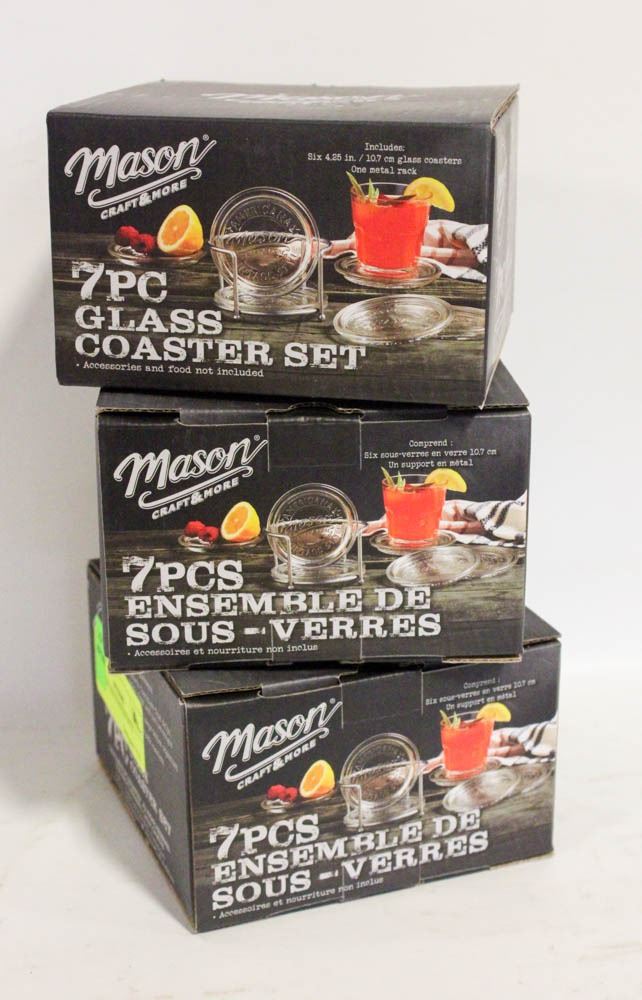 Mason®
CRAFT & MORE
Includes:
Six 4.25 in. / 10.7 cm glass coasters
One metal rack
Mason
7PC
GLASS
COASTER SET
• Accessories and food not included
Mason®
CRAFT & MORE
Comprend :
Six sous-verres en verre 10.7 cm
Un support en métal
7PCS
ENSEMBLE DE
SOUS-VERRES
• Accessoires et nourriture non inclus
Mason®
CRAFT & MORE
Comprend :
Six sous-verres en verre 10.7 cm
Un support en métal
7PCS
ENSEMBLE DE
SOUS-VERRES
• Accessoires et nourriture non inclus